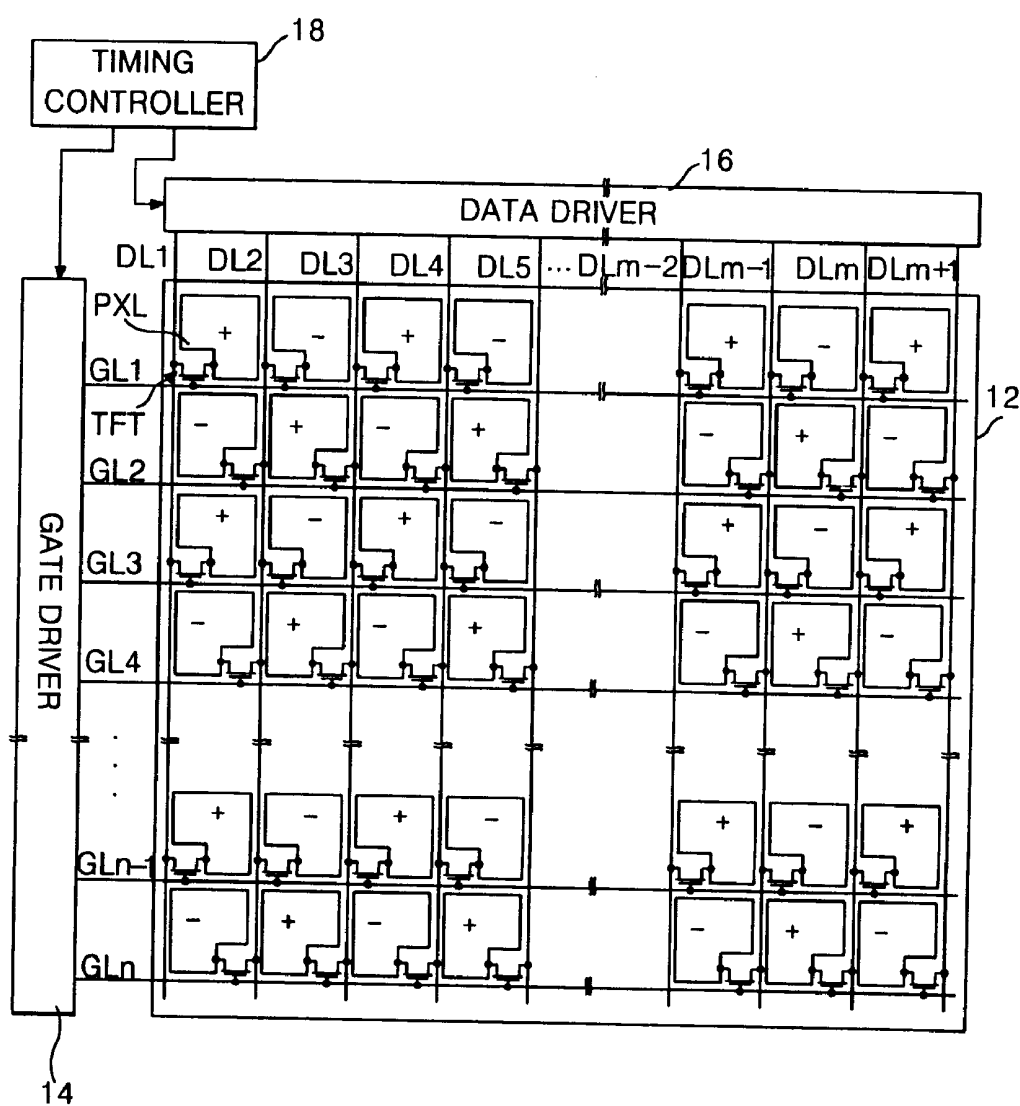 18
TIMING
CONTROLLER
16
DATA DRIVER
DL1 DL2 DL3 DL4 DL5 ...DLm-2 DLm-1 DLm DLm+1
PXL
+ - + - + - +
GL1
12
TFT
- + - + - + -
GL2
+ - + - + - +
GL3
GATE DRIVER
- + - + - + -
GL4
+ - + - + - +
GLn-1
- + - + - + -
GLn
14